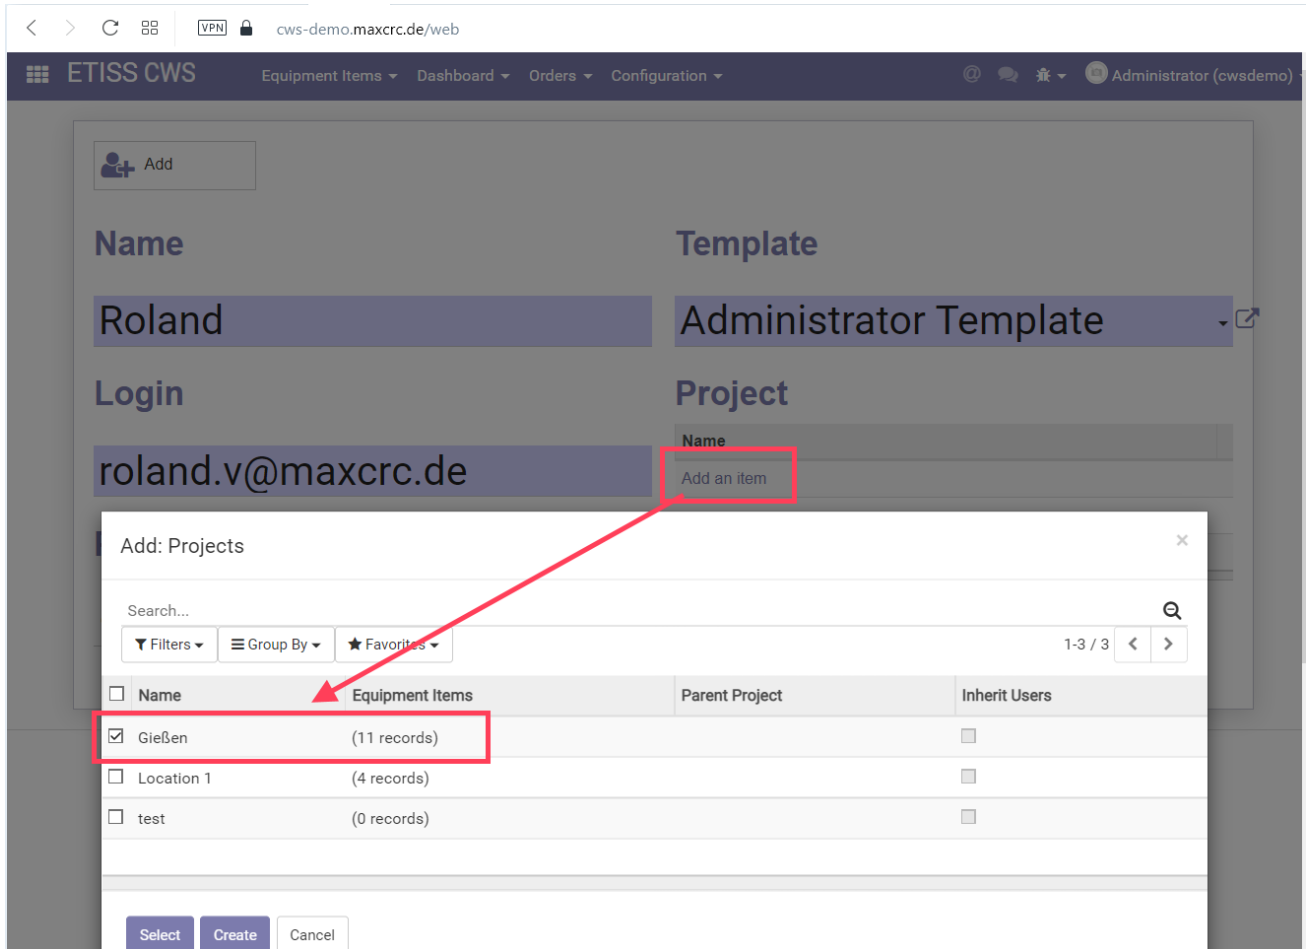 VPN cws-demo.maxcrc.de/web
ETISS CWS Equipment Items Dashboard Orders Configuration @ Administrator (cwsdemo)
Add
Name Template
Roland Administrator Template
Login Project
Name
roland.v@maxcrc.de Add an item
Add: Projects ×
Search...
Filters Group By Favorites 1-3 / 3
Name Equipment Items Parent Project Inherit Users
Gießen (11 records)
Location 1 (4 records)
test (0 records)
Select Create Cancel